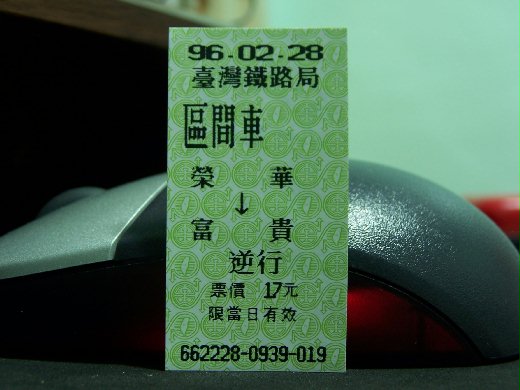 96-02-28
臺灣鐵路局
區間車
榮華
↓
富貴
逆行
票價 17元
限當日有效
662228-0939-019